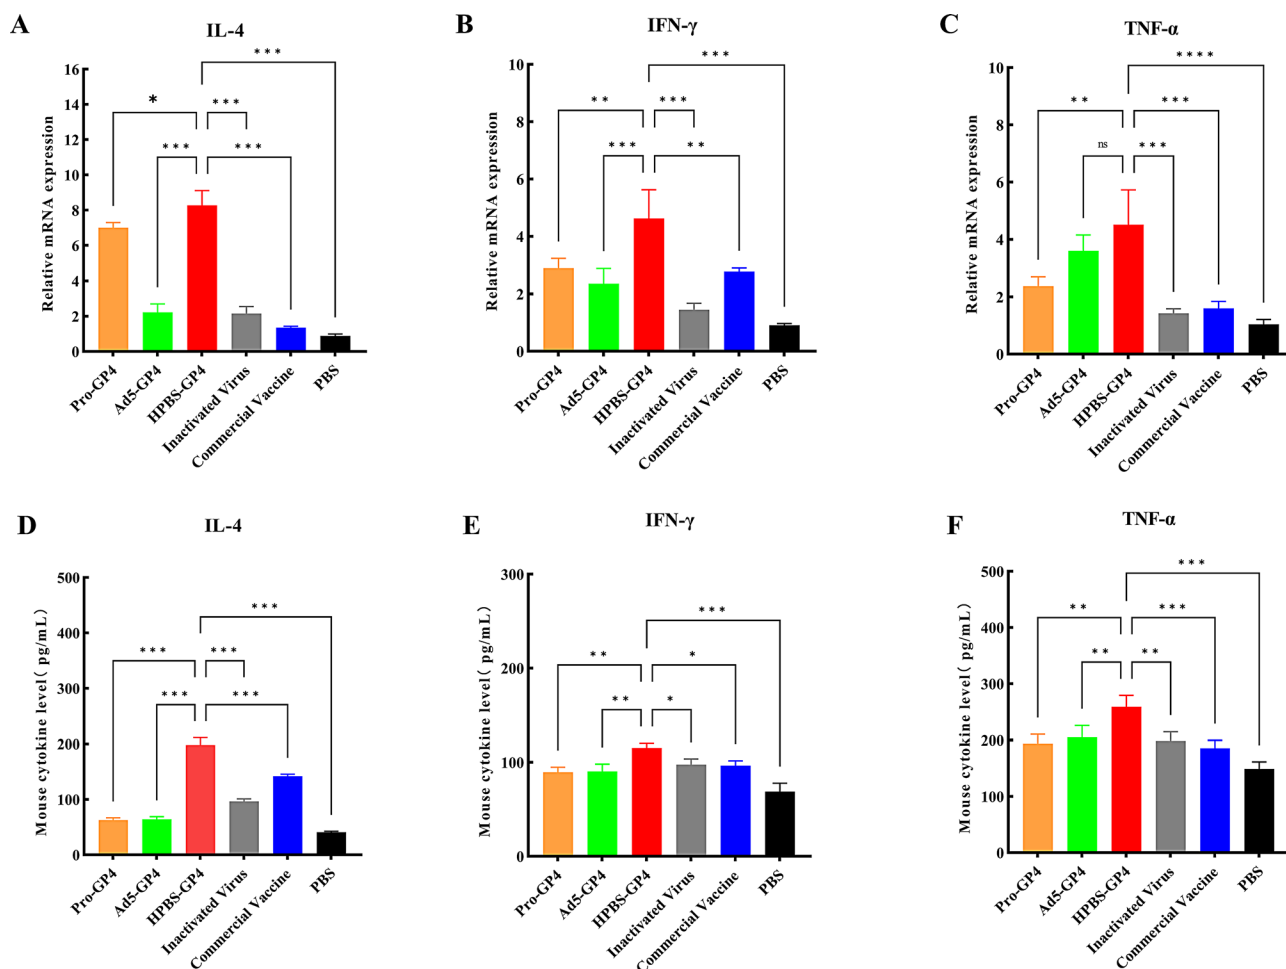 A
IL-4
Relative mRNA expression
16
14
12
10
8
6
4
2
0
***
*
***
***
***
Pro-GP4
Ad5-GP4
HPBS-GP4
Inactivated Virus
Commercial Vaccine
PBS
B
IFN-γ
Relative mRNA expression
10
8
6
4
2
0
***
**
***
***
**
Pro-GP4
Ad5-GP4
HPBS-GP4
Inactivated Virus
Commercial Vaccine
PBS
C
TNF-α
Relative mRNA expression
10
8
6
4
2
0
****
**
***
ns
***
Pro-GP4
Ad5-GP4
HPBS-GP4
Inactivated Virus
Commercial Vaccine
PBS
D
IL-4
Mouse cytokine level( pg/mL)
500
400
300
200
100
0
***
***
***
***
***
Pro-GP4
Ad5-GP4
HPBS-GP4
Inactivated Virus
Commercial Vaccine
PBS
E
IFN-γ
Mouse cytokine level( pg/mL)
300
200
100
0
***
**
*
**
*
Pro-GP4
Ad5-GP4
HPBS-GP4
Inactivated Virus
Commercial Vaccine
PBS
F
TNF-α
Mouse cytokine level( pg/mL)
500
400
300
200
100
0
***
**
***
**
**
Pro-GP4
Ad5-GP4
HPBS-GP4
Inactivated Virus
Commercial Vaccine
PBS